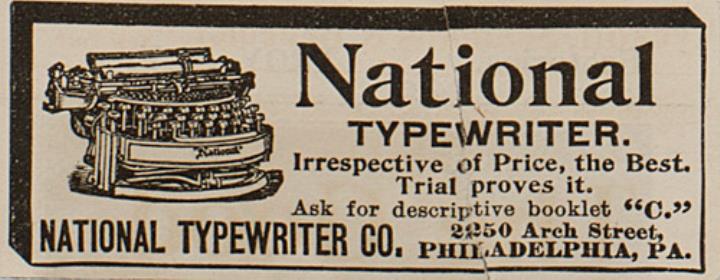 National
TYPEWRITER.
Irrespective of Price, the Best.
Trial proves it.
Ask for descriptive booklet “C.”
"National"
NATIONAL TYPEWRITER CO.
2250 Arch Street,
PHILADELPHIA, PA.